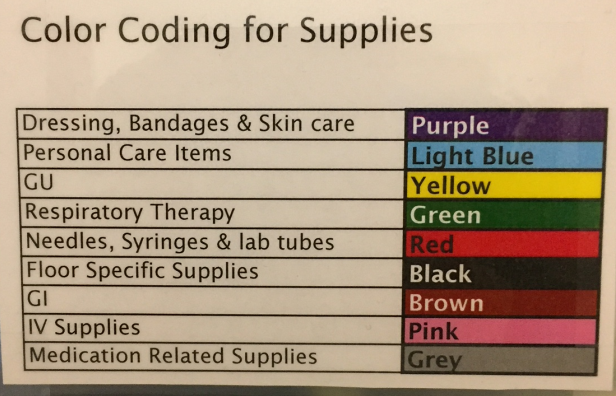 Color Coding for Supplies
Dressing, Bandages & Skin care Purple
Personal Care Items Light Blue
GU Yellow
Respiratory Therapy Green
Needles, Syringes & lab tubes Red
Floor Specific Supplies Black
GI Brown
IV Supplies Pink
Medication Related Supplies Grey